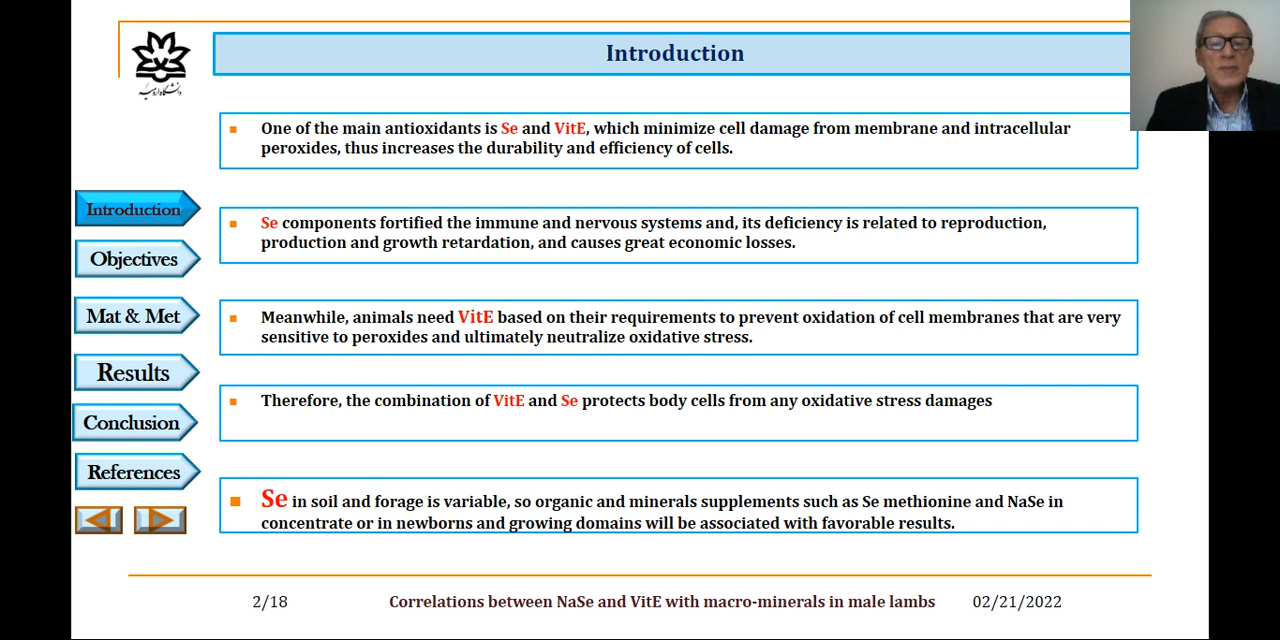 Introduction
دانشگاه ارومیه
One of the main antioxidants is Se and VitE, which minimize cell damage from membrane and intracellular
peroxides, thus increases the durability and efficiency of cells.
Se components fortified the immune and nervous systems and, its deficiency is related to reproduction,
production and growth retardation, and causes great economic losses.
Meanwhile, animals need VitE based on their requirements to prevent oxidation of cell membranes that are very
sensitive to peroxides and ultimately neutralize oxidative stress.
Therefore, the combination of VitE and Se protects body cells from any oxidative stress damages
Se in soil and forage is variable, so organic and minerals supplements such as Se methionine and NaSe in
concentrate or in newborns and growing domains will be associated with favorable results.
Introduction
Objectives
Mat & Met
Results
Conclusion
References
2/18
Correlations between NaSe and VitE with macro-minerals in male lambs
02/21/2022